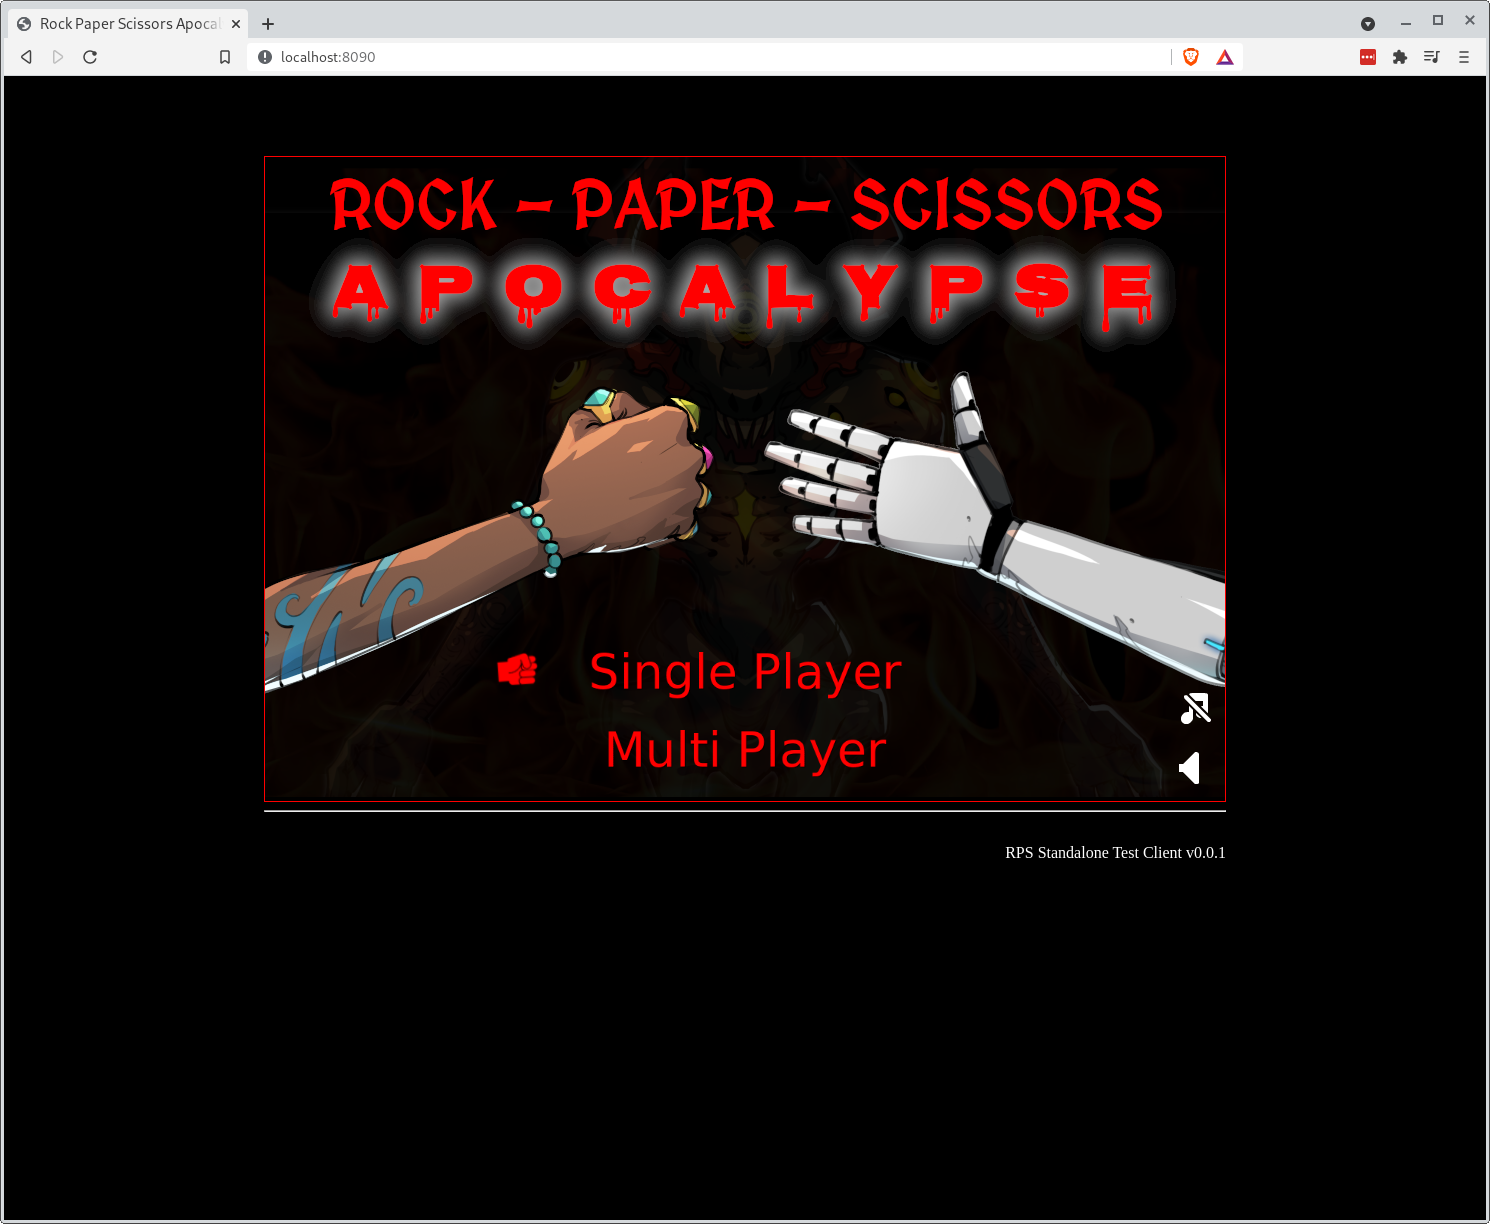 Rock Paper Scissors Apocal
localhost:8090
ROCK – PAPER – SCISSORS
APOCALYPSE
Single Player
Multi Player
RPS Standalone Test Client v0.0.1